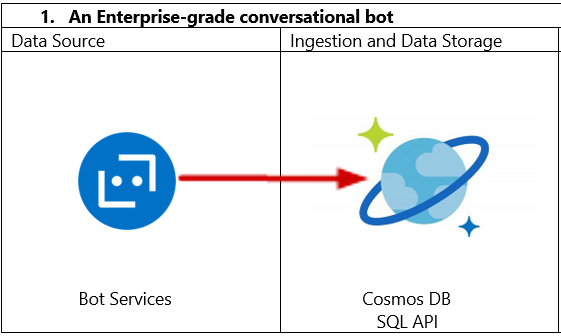 1. An Enterprise-grade conversational bot
Data Source
Ingestion and Data Storage
Bot Services
Cosmos DB
SQL API